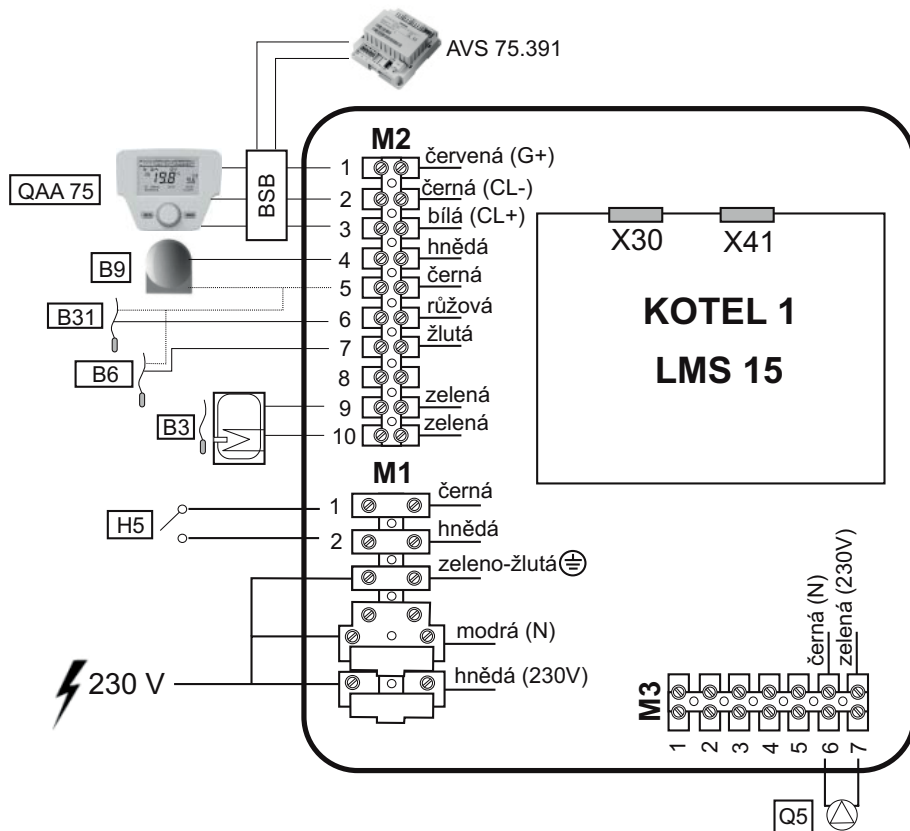 AVS 75.391
M2
QAA 75
BSB
1 červená (G+)
2 černá (CL-)
3 bílá (CL+)
B9
4 hnědá
5 černá
B31
6 růžová
B6
7 žlutá
8
B3
9 zelená
10 zelená
X30 X41
KOTEL 1
LMS 15
M1
H5
1 černá
2 hnědá
zeleno-žlutá
modrá (N)
230 V
hnědá (230V)
černá (N)
zelená (230V)
M3
1 2 3 4 5 6 7
Q5